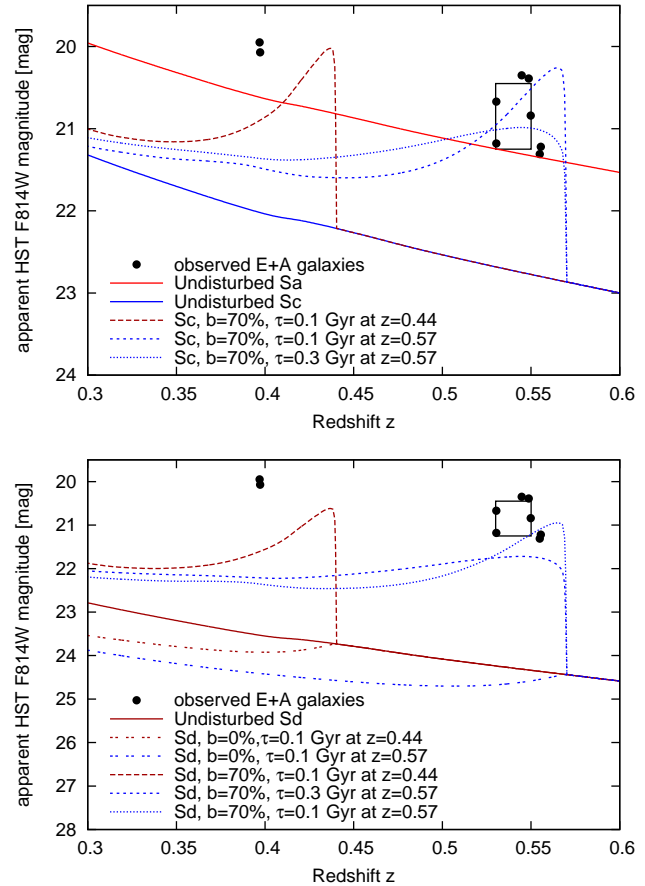 20
21
22
23
24
apparent HST F814W magnitude [mag]
observed E+A galaxies
Undisturbed Sa
Undisturbed Sc
Sc, b=70%, τ=0.1 Gyr at z=0.44
Sc, b=70%, τ=0.1 Gyr at z=0.57
Sc, b=70%, τ=0.3 Gyr at z=0.57
0.3 0.35 0.4 0.45 0.5 0.55 0.6
Redshift z
20
21
22
23
24
25
26
27
28
apparent HST F814W magnitude [mag]
observed E+A galaxies
Undisturbed Sd
Sd, b=0%,τ=0.1 Gyr at z=0.44
Sd, b=0%,τ=0.1 Gyr at z=0.57
Sd, b=70%, τ=0.1 Gyr at z=0.44
Sd, b=70%, τ=0.3 Gyr at z=0.57
Sd, b=70%, τ=0.1 Gyr at z=0.57
0.3 0.35 0.4 0.45 0.5 0.55 0.6
Redshift z